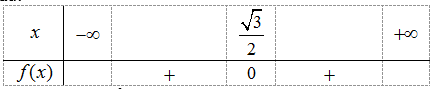 x −∞ √3/2 +∞
f(x) + 0 +